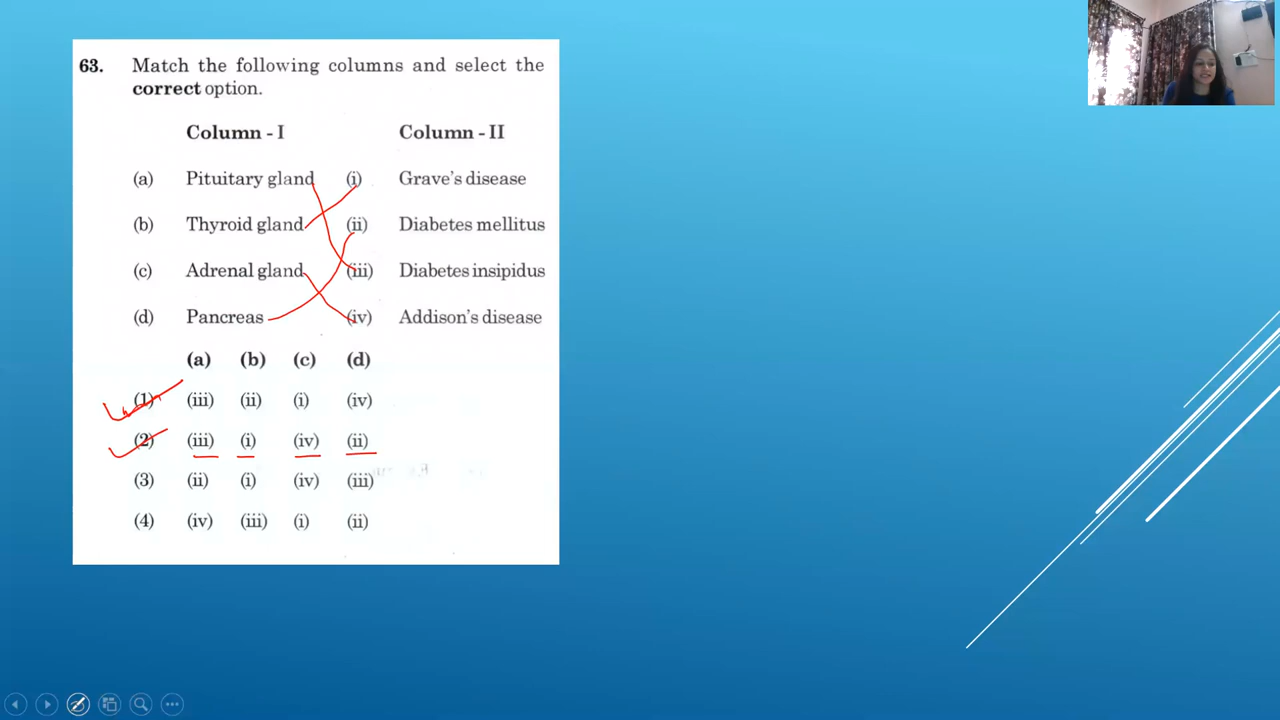 63. Match the following columns and select the
correct option.
Column - I Column - II
(a) Pituitary gland (i) Grave's disease
(b) Thyroid gland (ii) Diabetes mellitus
(c) Adrenal gland (iii) Diabetes insipidus
(d) Pancreas (iv) Addison's disease
(a) (b) (c) (d)
(1) (iii) (ii) (i) (iv)
(2) (iii) (i) (iv) (ii)
(3) (ii) (i) (iv) (iii)
(4) (iv) (iii) (i) (ii)